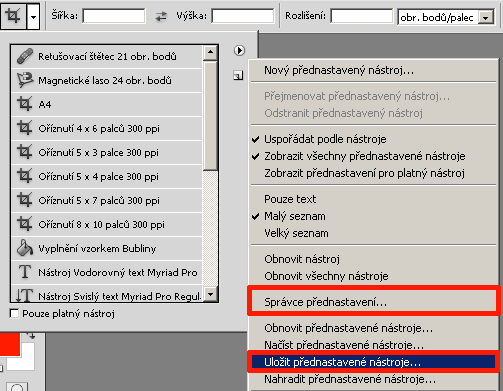 Šířka: Výška: Rozlišení: obr. bodů/palec
Retušovací štětec 21 obr. bodů
Magnetické laso 24 obr. bodů
A4
Oříznutí 4 x 6 palců 300 ppi
Oříznutí 5 x 3 palce 300 ppi
Oříznutí 5 x 4 palce 300 ppi
Oříznutí 5 x 7 palců 300 ppi
Oříznutí 8 x 10 palců 300 ppi
Vyplnění vzorkem Bubliny
Nástroj Vodorovný text Myriad Pro
Nástroj Svislý text Myriad Pro Regul
Pouze platný nástroj
Nový přednastavený nástroj...
Přejmenovat přednastavený nástroj...
Odstranit přednastavený nástroj
Uspořádat podle nástroje
Zobrazit všechny přednastavené nástroje
Zobrazit přednastavení pro platný nástroj
Pouze text
Malý seznam
Velký seznam
Obnovit nástroj
Obnovit všechny nástroje
Správce přednastavení...
Obnovit přednastavené nástroje...
Načíst přednastavené nástroje...
Uložit přednastavené nástroje...
Nahradit přednastavené nástroje...